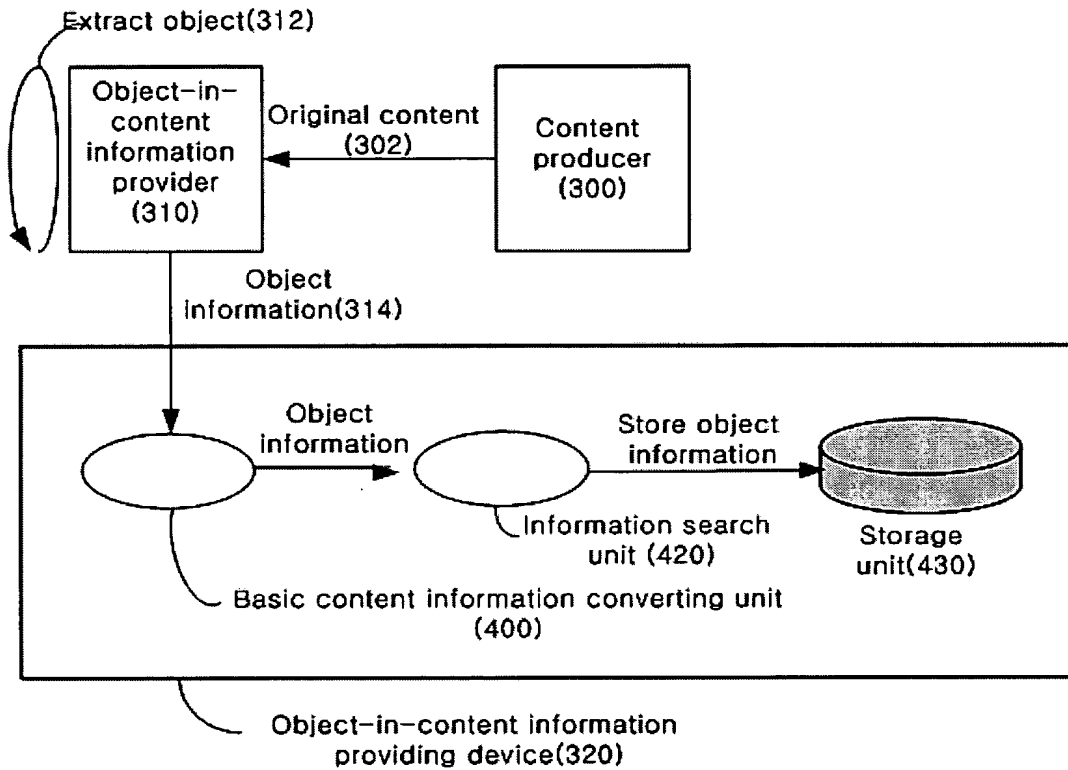 Extract object(312)
Object-in-
content
information
provider
(310)
Original content
(302)
Content
producer
(300)
Object
information(314)
Object
information
Store object
information
Information search
unit (420)
Storage
unit(430)
Basic content information converting unit
(400)
Object-in-content information
providing device(320)